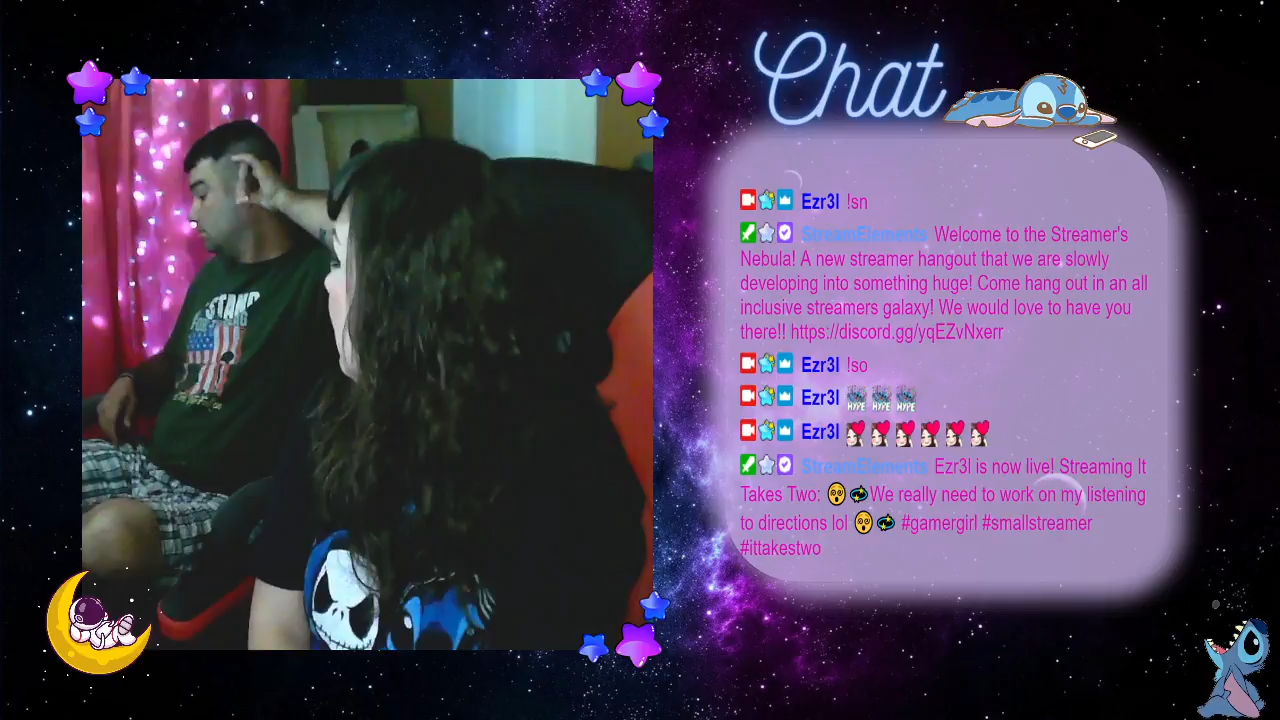 Chat
Ezr3l !sn
StreamElements Welcome to the Streamer's
Nebula! A new streamer hangout that we are slowly
developing into something huge! Come hang out in an all
inclusive streamers galaxy! We would love to have you
there!! https://discord.gg/yqEZvNxerr
Ezr3l !so
Ezr3l HYPE HYPE HYPE
Ezr3l
StreamElements Ezr3l is now live! Streaming It
Takes Two: 😵💫We really need to work on my listening
to directions lol 😵💫 #gamergirl #smallstreamer
#ittakestwo